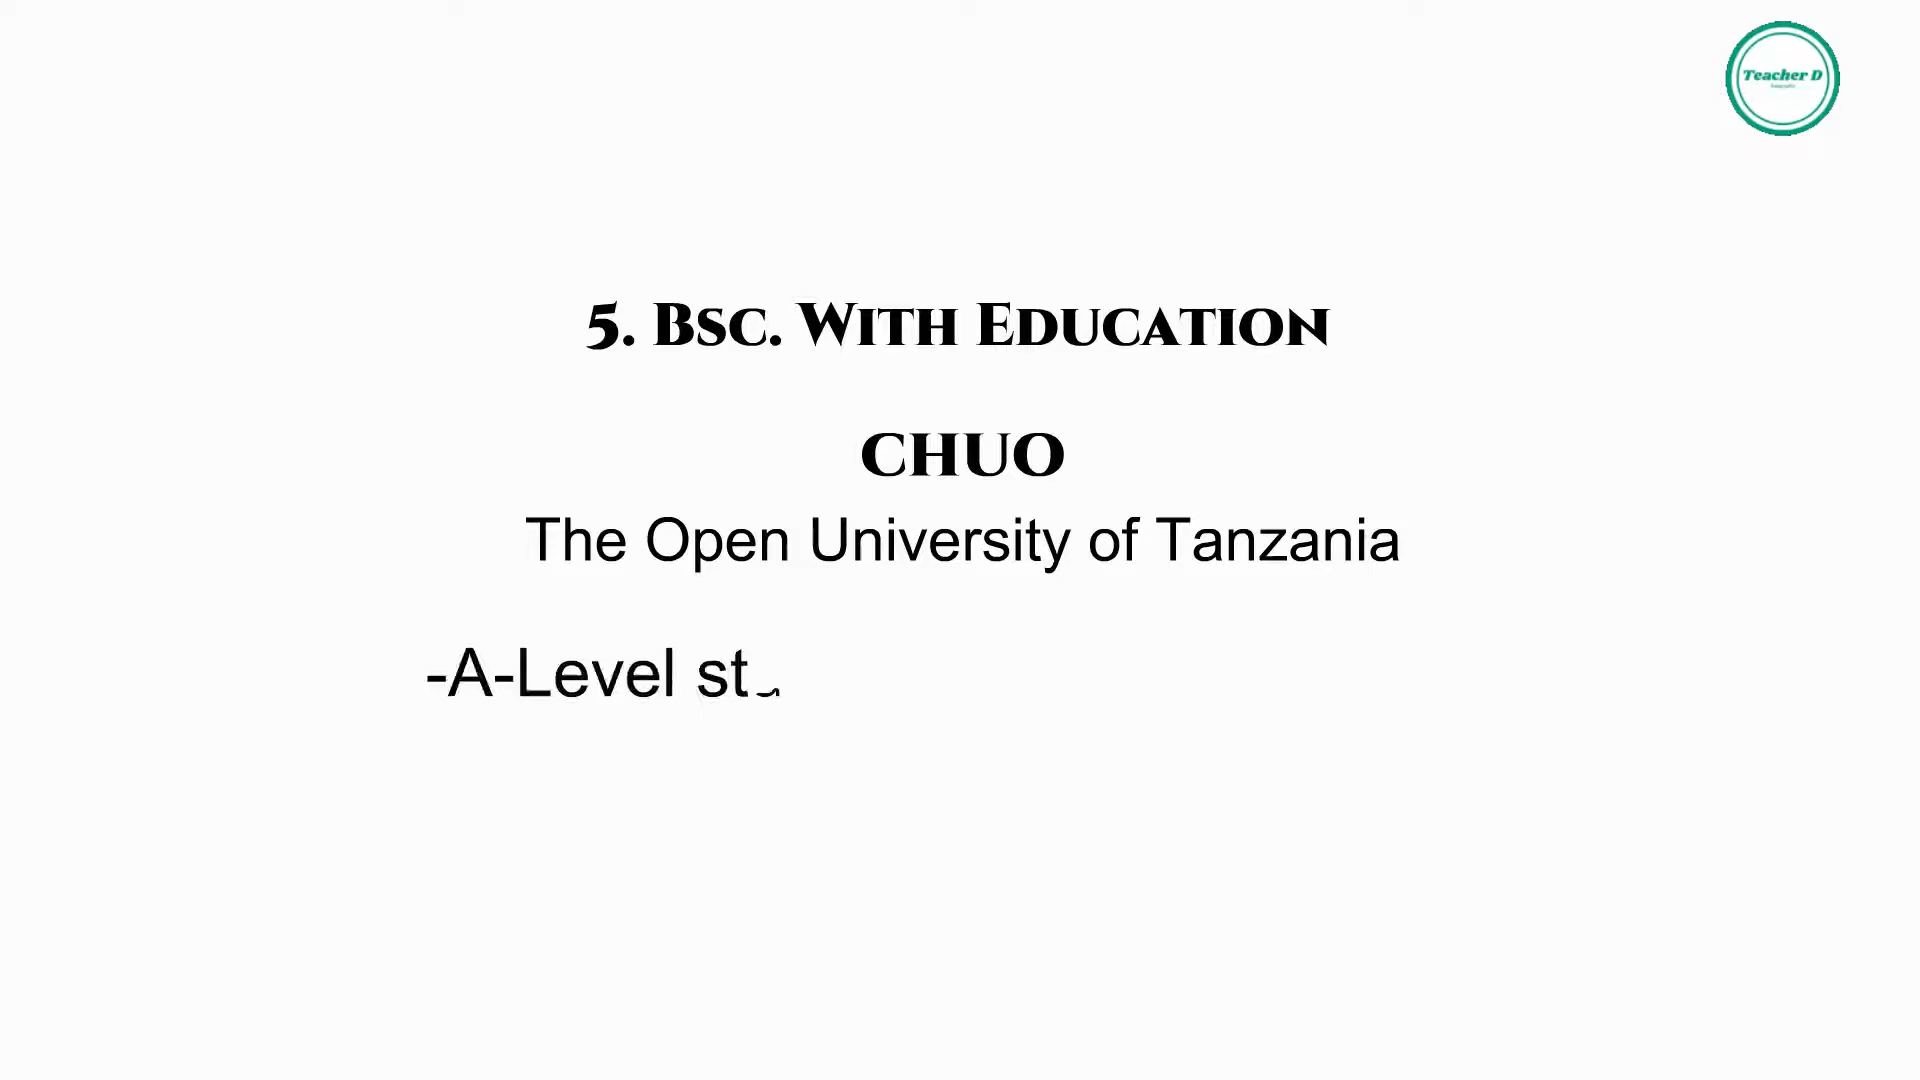 Teacher D
5. Bsc. With Education
CHUO
The Open University of Tanzania
-A-Level st